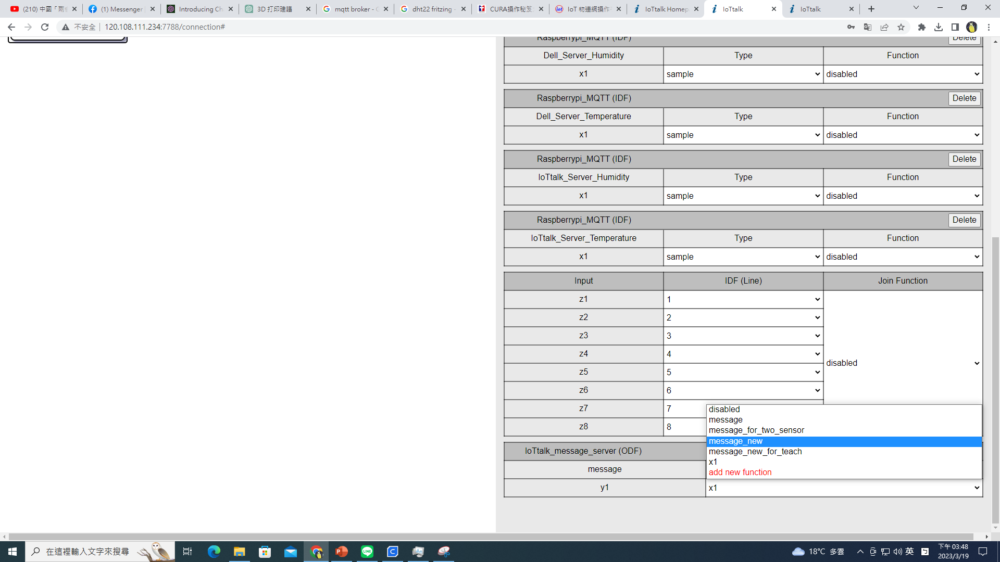 (210) 中國「兩會
(1) Messenger
Introducing Ch
3D 打印建議
mqtt broker - G
dht22 fritzing -
CURA操作秘笈
IoT 物連網操作
IoTtalk Homep
IoTtalk
IoTtalk
不安全 120.108.111.234:7788/connection#
Raspberrypi_MQTT (IDF) Delete
Dell_Server_Humidity Type Function
x1 sample disabled
Raspberrypi_MQTT (IDF) Delete
Dell_Server_Temperature Type Function
x1 sample disabled
Raspberrypi_MQTT (IDF) Delete
IoTtalk_Server_Humidity Type Function
x1 sample disabled
Raspberrypi_MQTT (IDF) Delete
IoTtalk_Server_Temperature Type Function
x1 sample disabled
Input IDF (Line) Join Function
z1 1
z2 2
z3 3
z4 4
z5 5
disabled
z6 6
z7 7
z8 8
disabled
message
message_for_two_sensor
message_new
message_new_for_teach
x1
add new function
IoTtalk_message_server (ODF)
message
y1 x1
在這裡輸入文字來搜尋
18°C 多雲
英
下午 03:48
2023/3/19